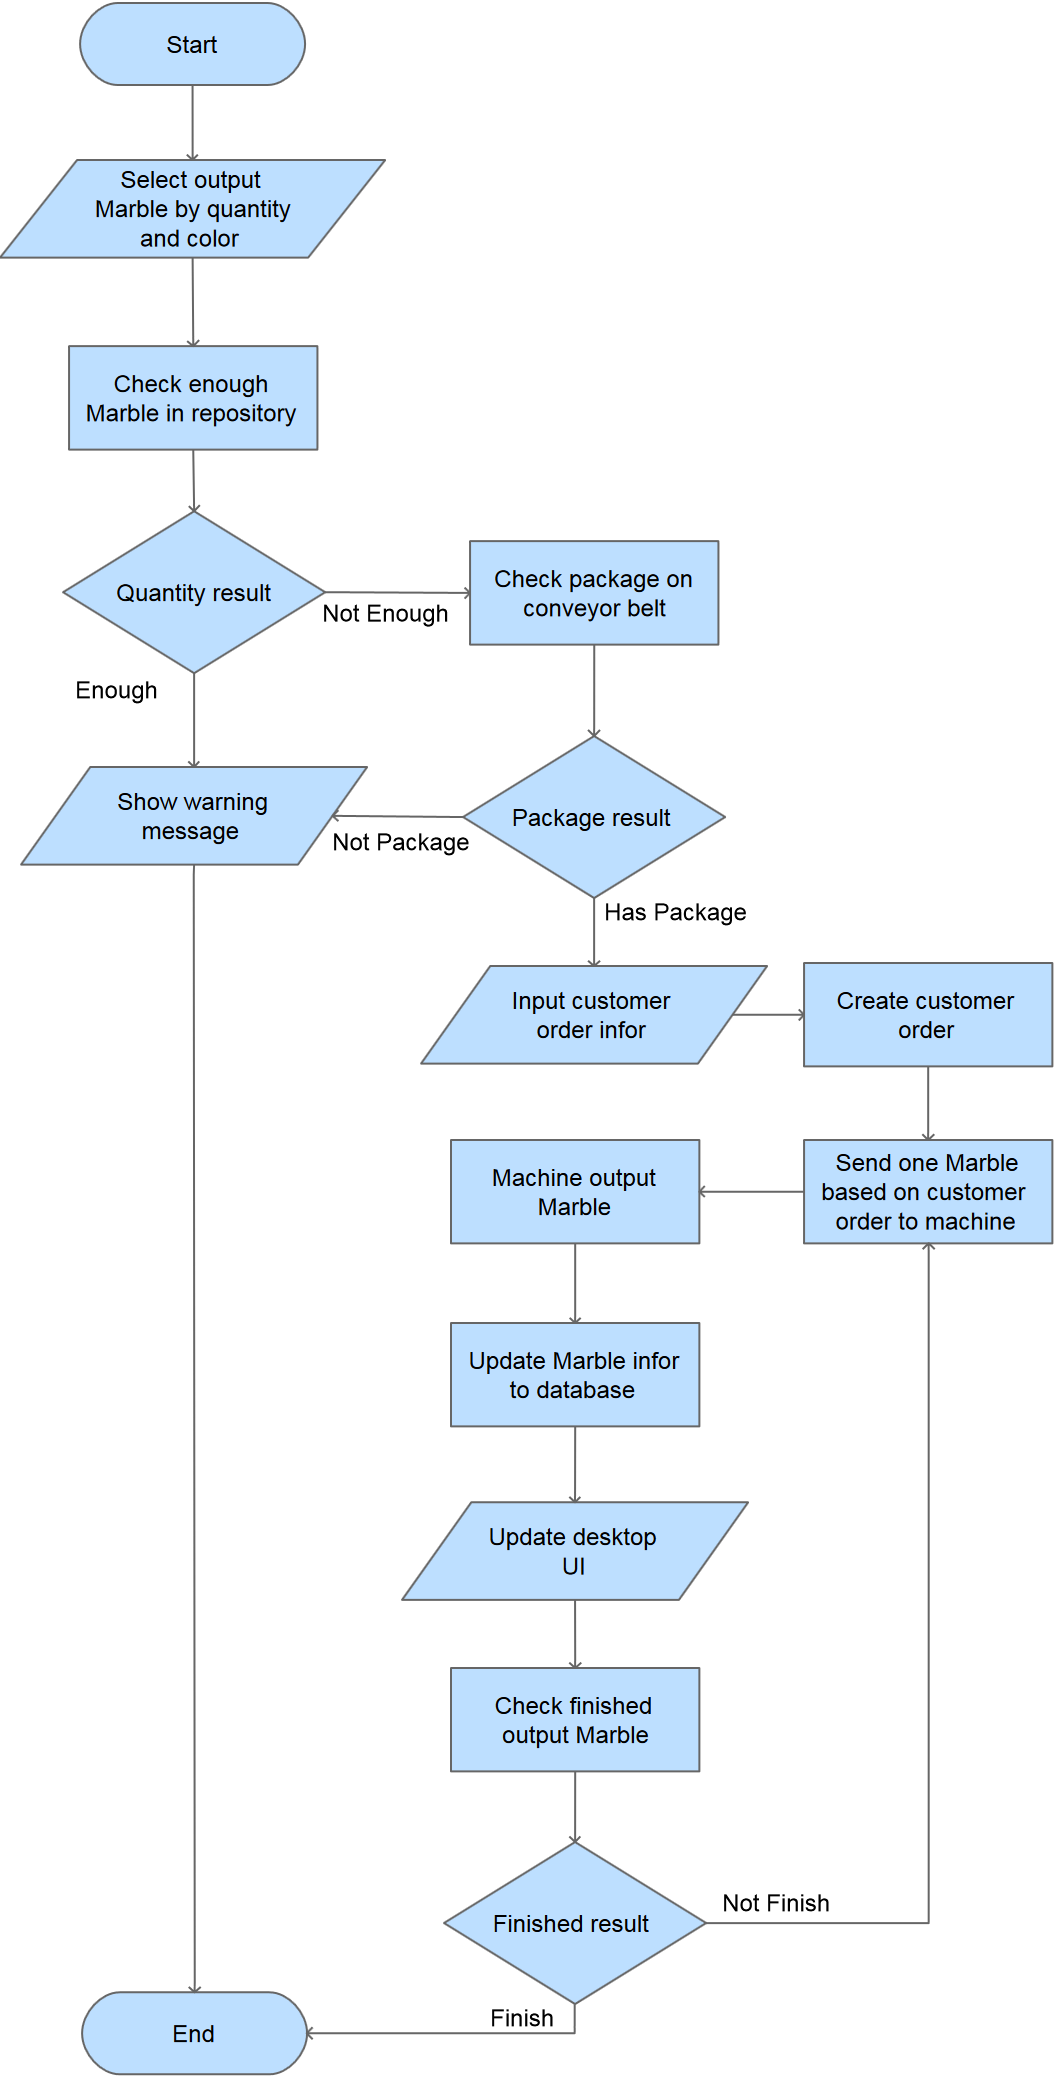 Start
Select output
Marble by quantity
and color
Check enough
Marble in repository
Quantity result
Not Enough
Check package on
conveyor belt
Enough
Show warning
message
Not Package
Package result
Has Package
Input customer
order infor
Create customer
order
Send one Marble
based on customer
order to machine
Machine output
Marble
Update Marble infor
to database
Update desktop
UI
Check finished
output Marble
Finished result
Not Finish
Finish
End